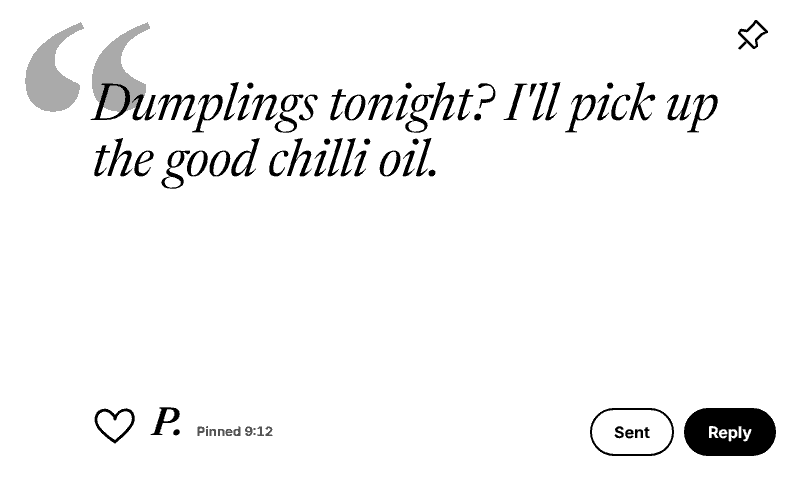 “
Dumplings tonight? I'll pick up
the good chilli oil.
P. Pinned 9:12
Sent Reply